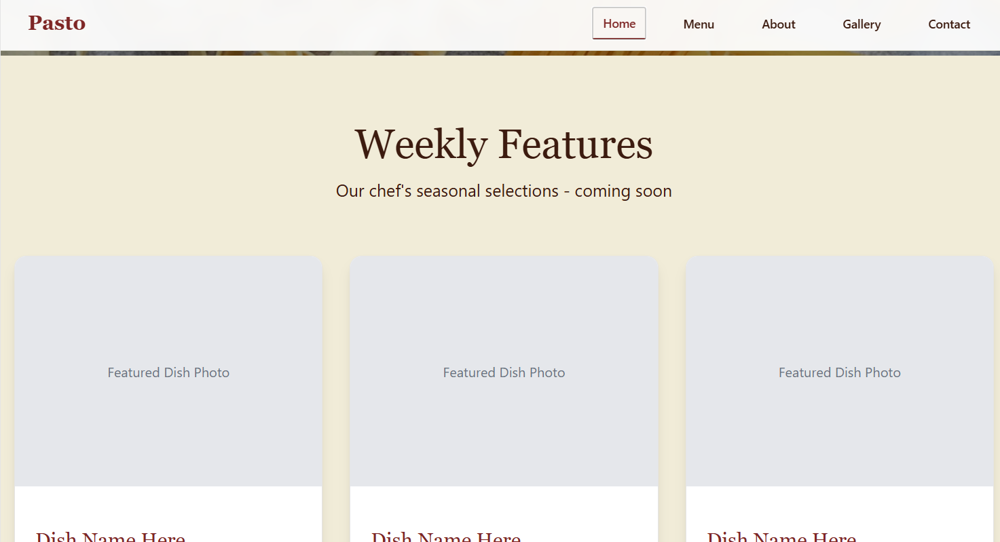 Pasto
Home Menu About Gallery Contact
Weekly Features
Our chef's seasonal selections - coming soon
Featured Dish Photo
Featured Dish Photo
Featured Dish Photo
Dish Name Here
Dish Name Here
Dish Name Here